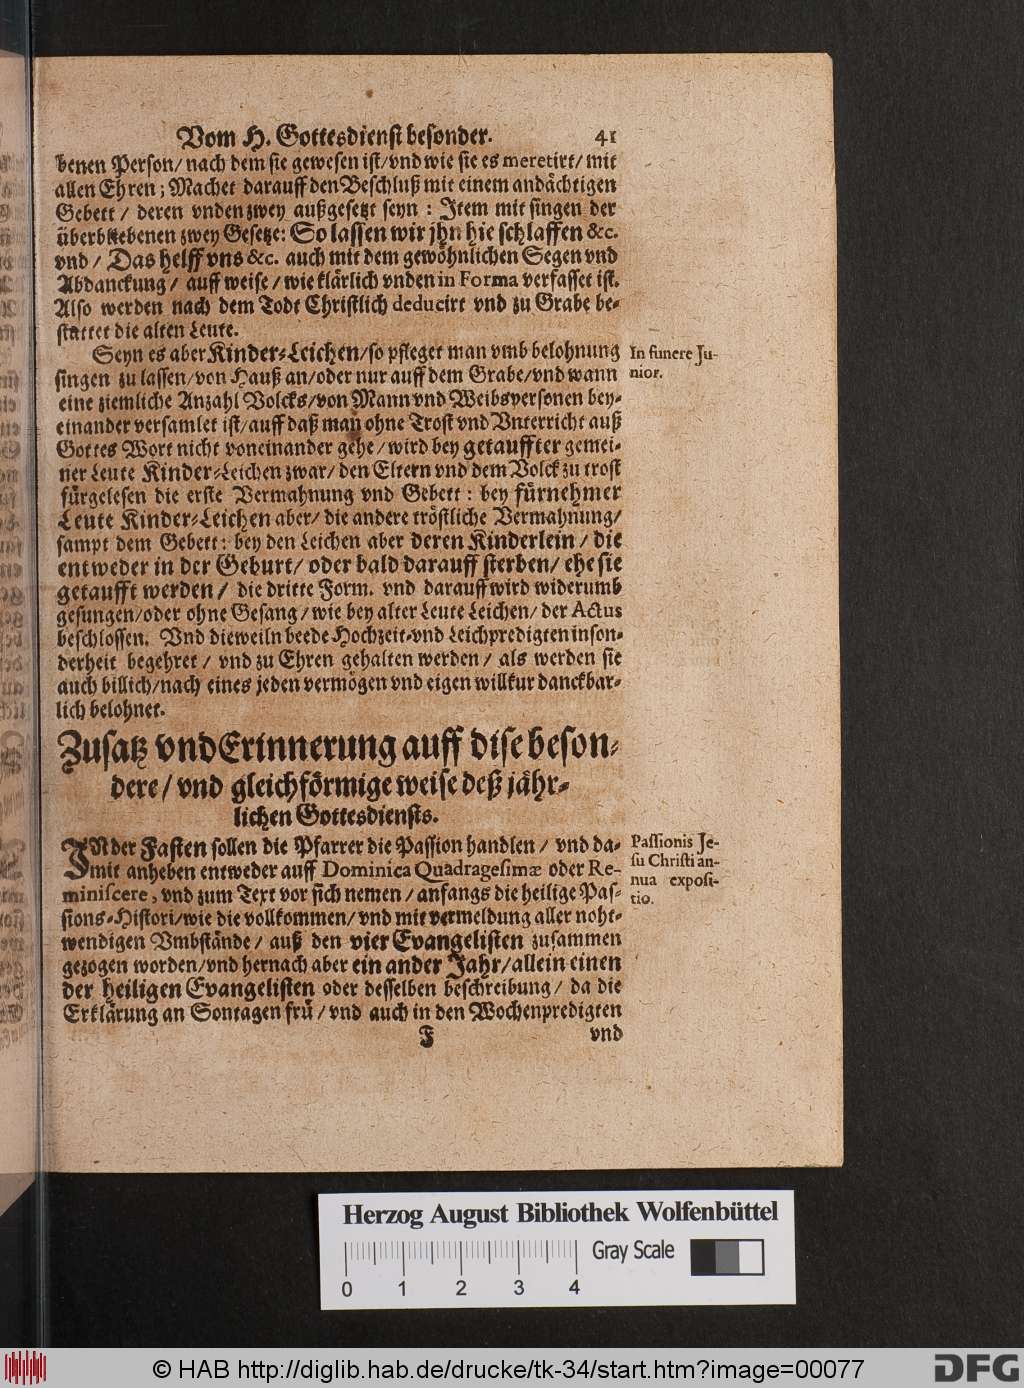 Vom H. Gottesdienst besonder. 41
benen Person/ nach dem sie gewesen ist/ vnd wie sie es meretirt/ mit
allen Ehren; Machet darauff den Beschluß mit einem andächtigen
Gebett/ deren vnden zwey außgesetzt seyn : Jtem mit singen der
überbliebenen zwey Gesetze: So lassen wir jhn hie schlaffen &c.
vnd/ Das helff vns &c. auch mit dem gewöhnlichen Segen vnd
Abdanckung/ auff weise/ wie klärlich vnden in Forma verfasset ist.
Also werden nach dem Todt Christlich deducirt vnd zu Grabe be-
stattet die alten Leute.
Seyn es aber Kinder-Leichen/ so pfleget man vmb belohnung
In funere Ju-
singen zu lassen/ von Hauß an/ oder nur auff dem Grabe/ vnd wann
nior.
eine ziemliche Anzahl Volcks/ von Mann vnd Weibspersonen bey-
einander versamlet ist/ auff daß man ohne Trost vnd Vnterricht auß
Gottes Wort nicht voneinander gehe/ wird bey getauffter gemei-
ner Leute Kinder-Leichen zwar/ den Eltern vnd dem Volck zu trost
fürgelesen die erste Vermahnung vnd Gebett : bey fürnehmer
Leute Kinder-Leichen aber/ die andere tröstliche Vermahnung/
sampt dem Gebett : bey den Leichen aber deren Kinderlein/ die
entweder in der Geburt/ oder bald darauff sterben/ ehe sie
getaufft werden/ die dritte Form. vnd darauff wird widerumb
gesungen/ oder ohne Gesang/ wie bey alter Leute Leichen/ der Actus
beschlossen. Vnd dieweiln beede Hochzeit-vnd Leichpredigten inson-
derheit begehret/ vnd zu Ehren gehalten werden/ als werden sie
auch billich/ nach eines jeden vermögen vnd eigen willkur danckbar-
lich belohnet.
Zusatz vnd Erinnerung auff dise beson-
dere/ vnd gleichförmige weise deß jähr-
lichen Gottesdiensts.
JN der Fasten sollen die Pfarrer die Passion handlen/ vnd da-
Passionis Je-
mit anheben entweder auff Dominica Quadragesimæ oder Re-
su Christi an-
miniscere, vnd zum Text vor sich nemen/ anfangs die heilige Pas-
nua exposi-
tio.
sions-Histori/ wie die vollkommen/ vnd mit vermeldung aller noht-
wendigen Vmbstände/ auß den vier Evangelisten zusammen
gezogen worden/ vnd hernach aber ein ander Jahr/ allein einen
der heiligen Evangelisten oder desselben beschreibung/ da die
Erklärung an Sontagen frü/ vnd auch in den Wochenpredigten
F vnd
Herzog August Bibliothek Wolfenbüttel
Gray Scale
0 1 2 3 4
© HAB http://diglib.hab.de/drucke/tk-34/start.htm?image=00077
DFG